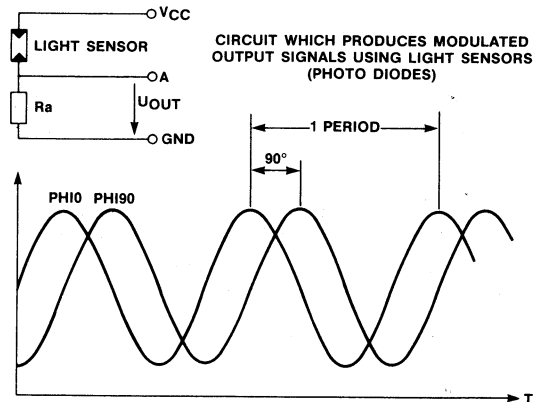 VCC
LIGHT SENSOR
A
Ra
UOUT
GND
CIRCUIT WHICH PRODUCES MODULATED
OUTPUT SIGNALS USING LIGHT SENSORS
(PHOTO DIODES)
1 PERIOD
90°
PHI0 PHI90
T